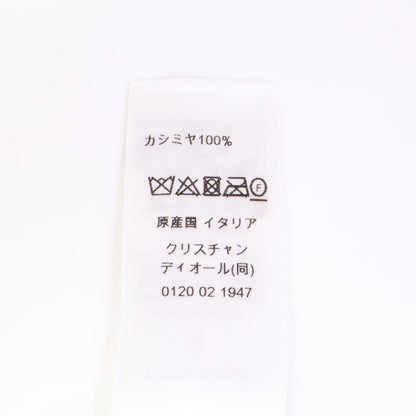 カシミヤ100%
F
原産国 イタリア
クリスチャン
ディオール(同)
0120 02 1947